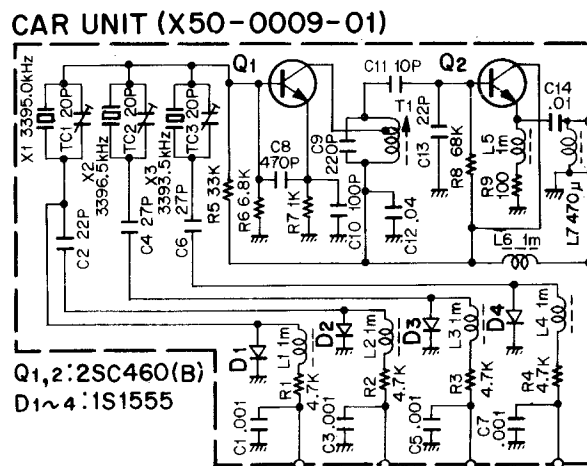 CAR UNIT (X50-0009-01)
X1 3395.0kHz
TC1 20P
X2 3396.5kHz
TC2 20P
X3 3393.5kHz
TC3 20P
Q1
C11 10P
Q2
C14 .01
T1
C8 470P
C9 220P
C13 22P
R8 68K
L5 1m
R9 100
L7 470μ
C2 22P
C4 27P
C6 27P
R5 33K
R6 6.8K
R7 1K
C10 100P
C12 .04
L6 1m
D1
D2
D3
D4
L1 1m
L2 1m
L3 1m
L4 1m
R1 4.7K
R2 4.7K
R3 4.7K
R4 4.7K
C1 .001
C3 .001
C5 .001
C7 .001
Q1,2:2SC460(B)
D1~4:1S1555